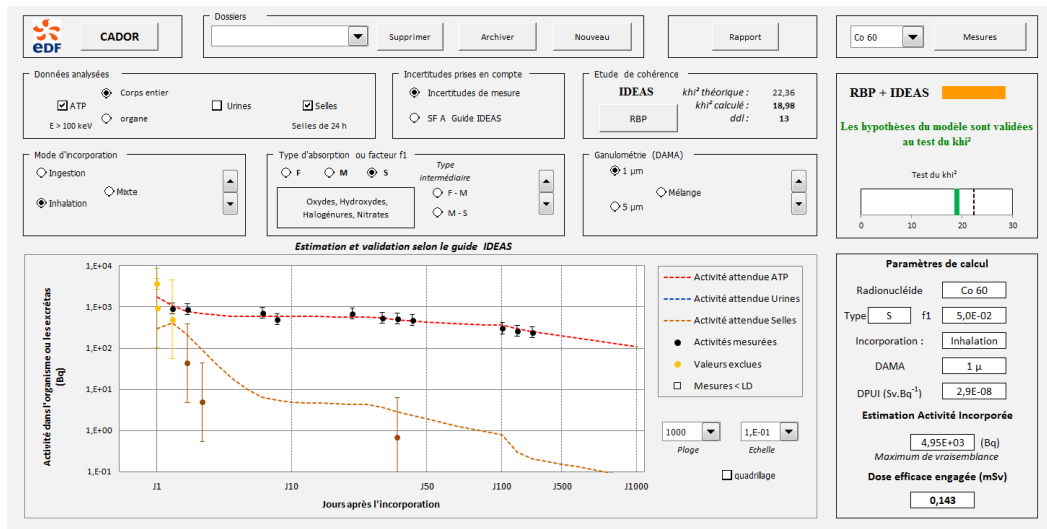 Dossiers
eDF
CADOR
Supprimer
Archiver
Nouveau
Rapport
Co 60
Mesures
Données analysées
Corps entier
ATP
Urines
Selles
organe
E > 100 keV
Selles de 24 h
Incertitudes prises en compte
Incertitudes de mesure
SF A Guide IDEAS
Etude de cohérence
IDEAS
khi² théorique : 22,36
khi² calculé : 18,98
RBP
ddl : 13
RBP + IDEAS
Les hypothèses du modèle sont validées
au test du khi²
Test du khi²
0 10 20 30
Mode d'incorporation
Ingestion
Mixte
Inhalation
Type d'absorption ou facteur f1
F M S
Type
intermédiaire
F - M
M - S
Oxydes, Hydroxydes,
Halogénures, Nitrates
Ganulométrie (DAMA)
1 µm
Mélange
5 µm
Estimation et validation selon le guide IDEAS
Activité dans l'organisme ou les excrétas
(Bq)
1,E+04
1,E+03
1,E+02
1,E+01
1,E+00
1,E-01
J1 J10 J50 J100 J500 J1000
Jours après l'incorporation
Activité attendue ATP
Activité attendue Urines
Activité attendue Selles
Activités mesurées
Valeurs exclues
Mesures < LD
1000
1,E-01
Plage
Echelle
quadrillage
Paramètres de calcul
Radionucléide Co 60
Type S f1 5,0E-02
Incorporation : Inhalation
DAMA 1 µ
DPUI (Sv.Bq⁻¹) 2,9E-08
Estimation Activité Incorporée
4,95E+03 (Bq)
Maximum de vraisemblance
Dose efficace engagée (mSv)
0,143